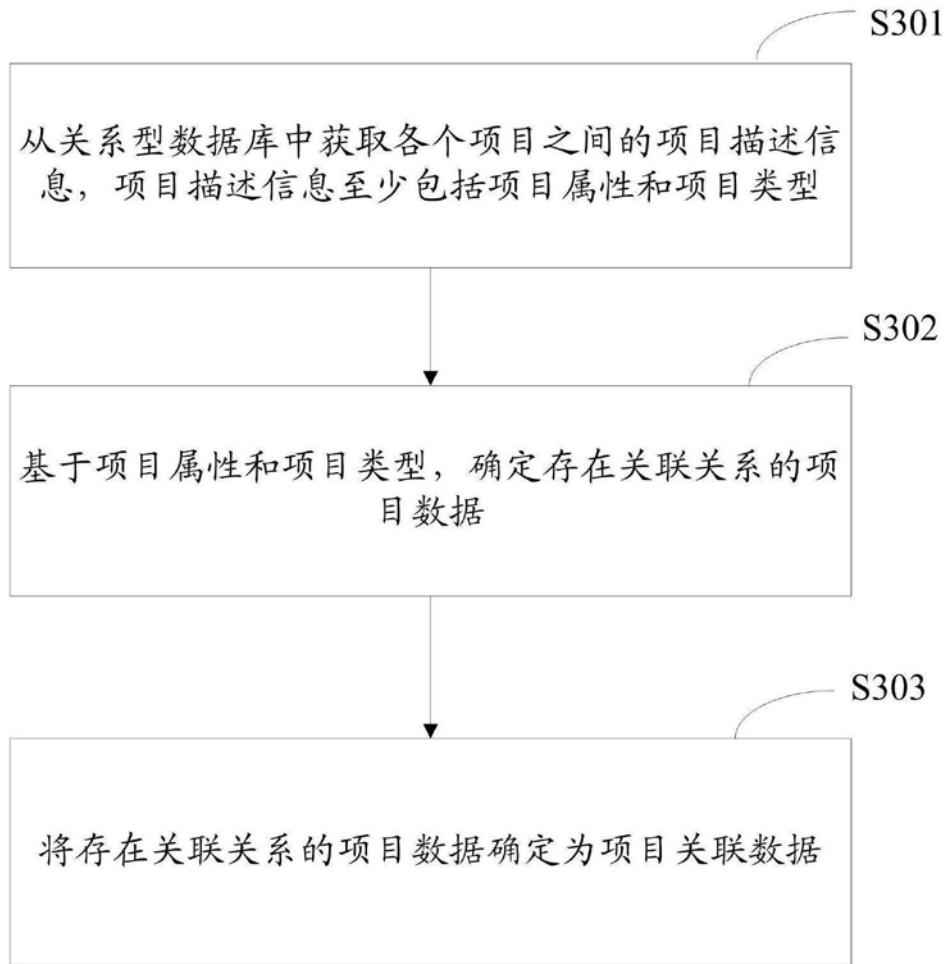 S301
从关系型数据库中获取各个项目之间的项目描述信
息，项目描述信息至少包括项目属性和项目类型
S302
基于项目属性和项目类型，确定存在关联关系的项
目数据
S303
将存在关联关系的项目数据确定为项目关联数据